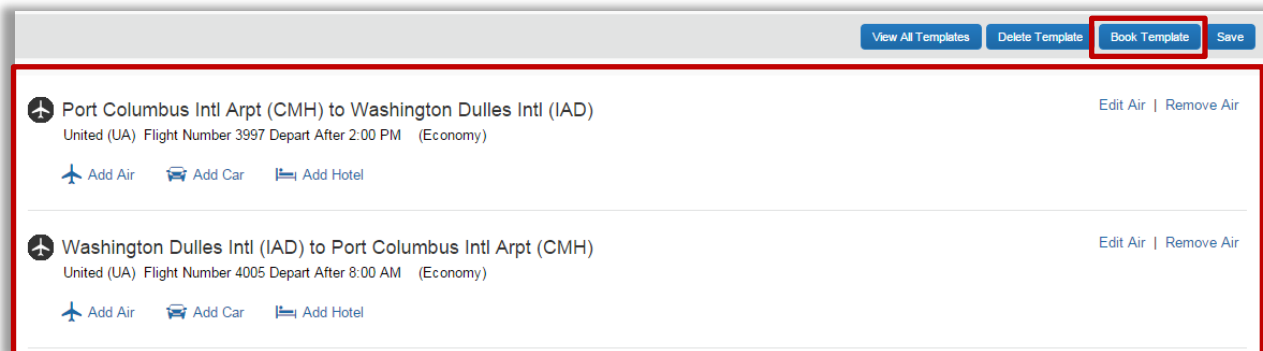 View All Templates Delete Template Book Template Save
Port Columbus Intl Arpt (CMH) to Washington Dulles Intl (IAD) Edit Air | Remove Air
United (UA) Flight Number 3997 Depart After 2:00 PM (Economy)
Add Air Add Car Add Hotel
Washington Dulles Intl (IAD) to Port Columbus Intl Arpt (CMH) Edit Air | Remove Air
United (UA) Flight Number 4005 Depart After 8:00 AM (Economy)
Add Air Add Car Add Hotel